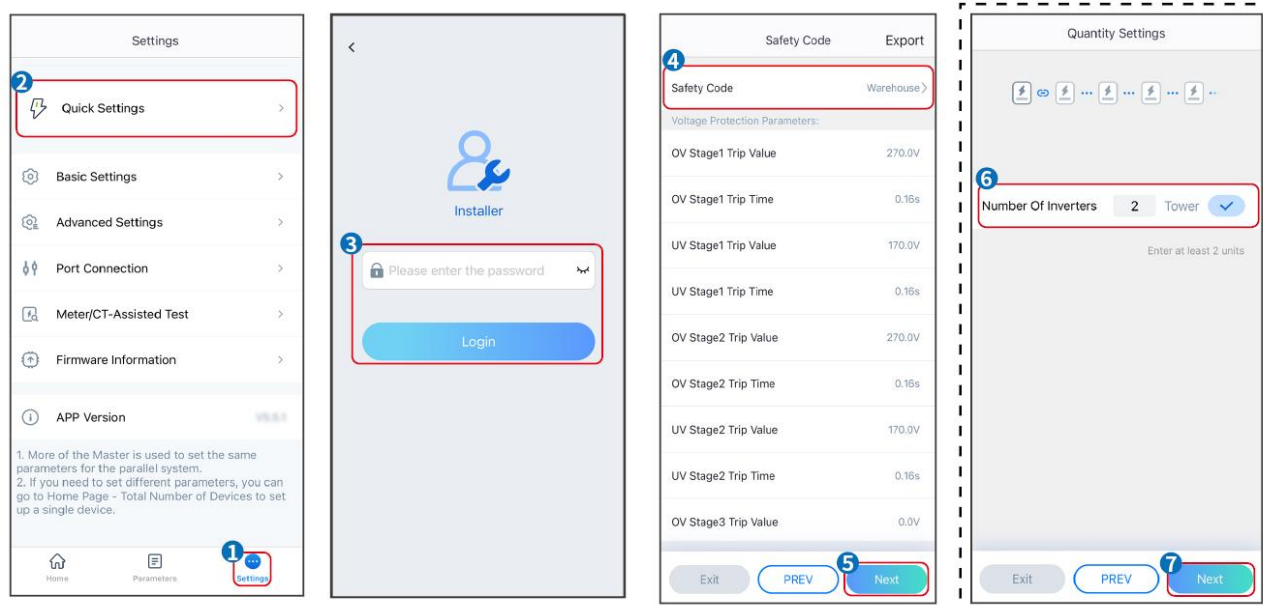 Settings
2
Quick Settings
Basic Settings
Advanced Settings
Port Connection
Meter/CT-Assisted Test
Firmware Information
APP Version
1. More of the Master is used to set the same
parameters for the parallel system.
2. If you need to set different parameters, you can
go to Home Page - Total Number of Devices to set
up a single device.
1
Home
Parameters
Settings
Installer
3
Please enter the password
Login
Safety Code Export
4
Safety Code Warehouse
Voltage Protection Parameters:
OV Stage1 Trip Value 270.0V
OV Stage1 Trip Time 0.16s
UV Stage1 Trip Value 170.0V
UV Stage1 Trip Time 0.16s
OV Stage2 Trip Value 270.0V
OV Stage2 Trip Time 0.16s
UV Stage2 Trip Value 170.0V
UV Stage2 Trip Time 0.16s
OV Stage3 Trip Value 0.0V
5
Exit PREV Next
Quantity Settings
6
Number Of Inverters 2 Tower
Enter at least 2 units
7
Exit PREV Next